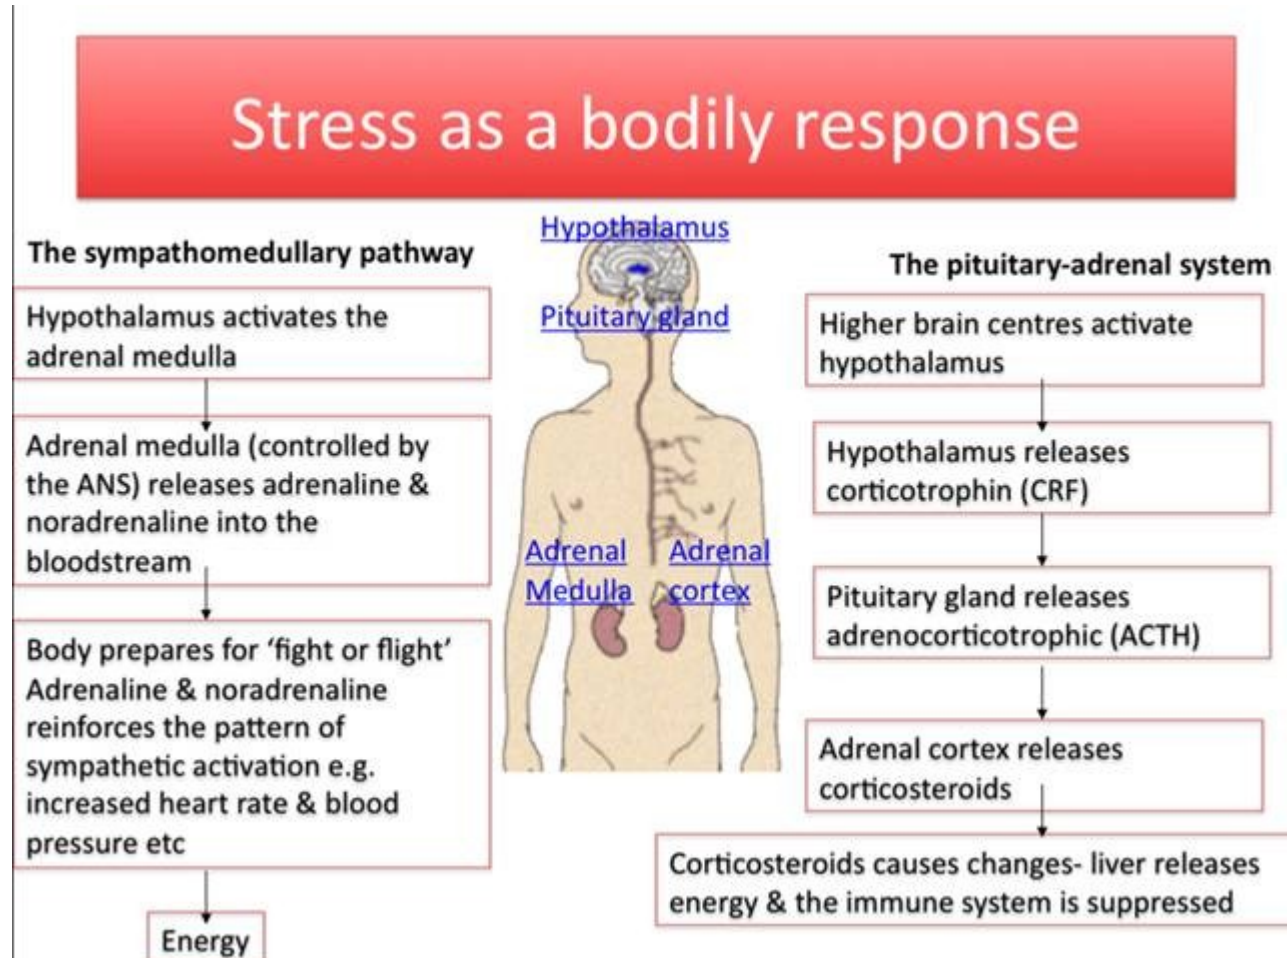 Stress as a bodily response
The sympathomedullary pathway
Hypothalamus activates the
adrenal medulla
Adrenal medulla (controlled by
the ANS) releases adrenaline &
noradrenaline into the
bloodstream
Body prepares for ‘fight or flight’
Adrenaline & noradrenaline
reinforces the pattern of
sympathetic activation e.g.
increased heart rate & blood
pressure etc
Energy
Hypothalamus
Pituitary gland
Adrenal
Medulla
Adrenal
cortex
The pituitary-adrenal system
Higher brain centres activate
hypothalamus
Hypothalamus releases
corticotrophin (CRF)
Pituitary gland releases
adrenocorticotrophic (ACTH)
Adrenal cortex releases
corticosteroids
Corticosteroids causes changes- liver releases
energy & the immune system is suppressed